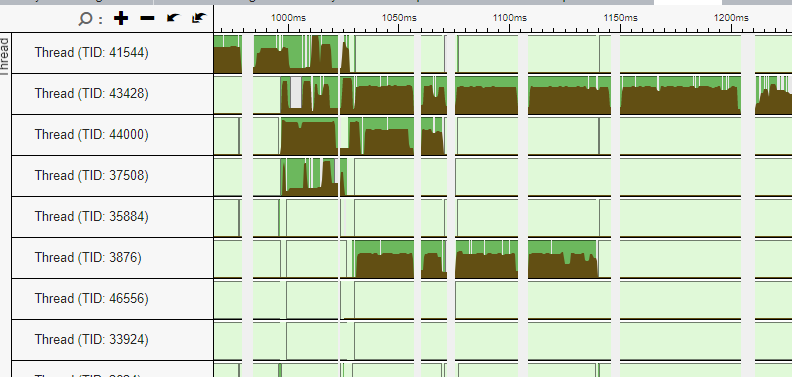 1000ms 1050ms 1100ms 1150ms 1200ms
Thread
Thread (TID: 41544)
Thread (TID: 43428)
Thread (TID: 44000)
Thread (TID: 37508)
Thread (TID: 35884)
Thread (TID: 3876)
Thread (TID: 46556)
Thread (TID: 33924)